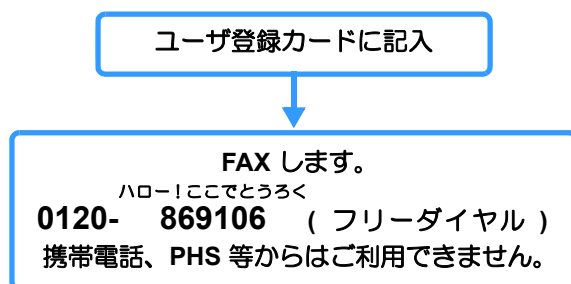 ユーザ登録カードに記入
FAX します。
ハロー！ここでとうろく
0120- 869106 ( フリーダイヤル )
携帯電話、PHS 等からはご利用できません。